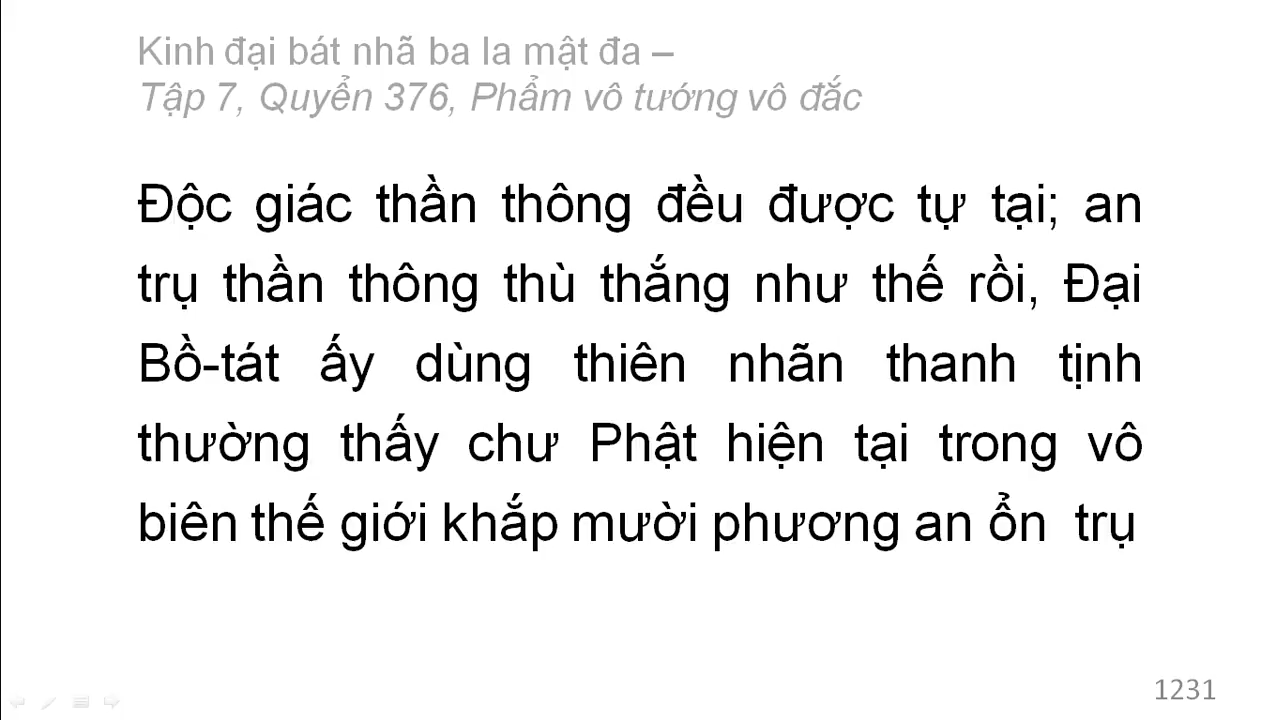 Kinh đại bát nhã ba la mật đa –
Tập 7, Quyển 376, Phẩm vô tướng vô đắc
Độc giác thần thông đều được tự tại; an
trụ thần thông thù thắng như thế rồi, Đại
Bồ-tát ấy dùng thiên nhãn thanh tịnh
thường thấy chư Phật hiện tại trong vô
biên thế giới khắp mười phương an ổn trụ
1231